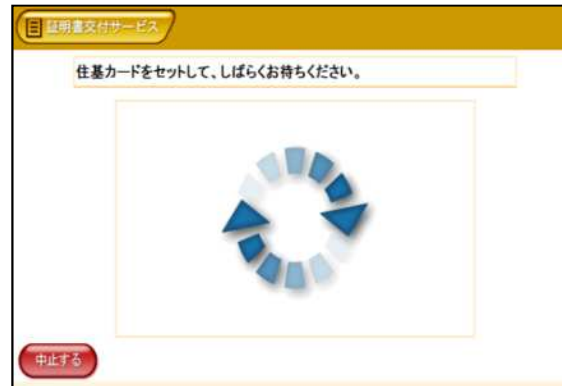 証明書交付サービス
住基カードをセットして、しばらくお待ちください。
中止する